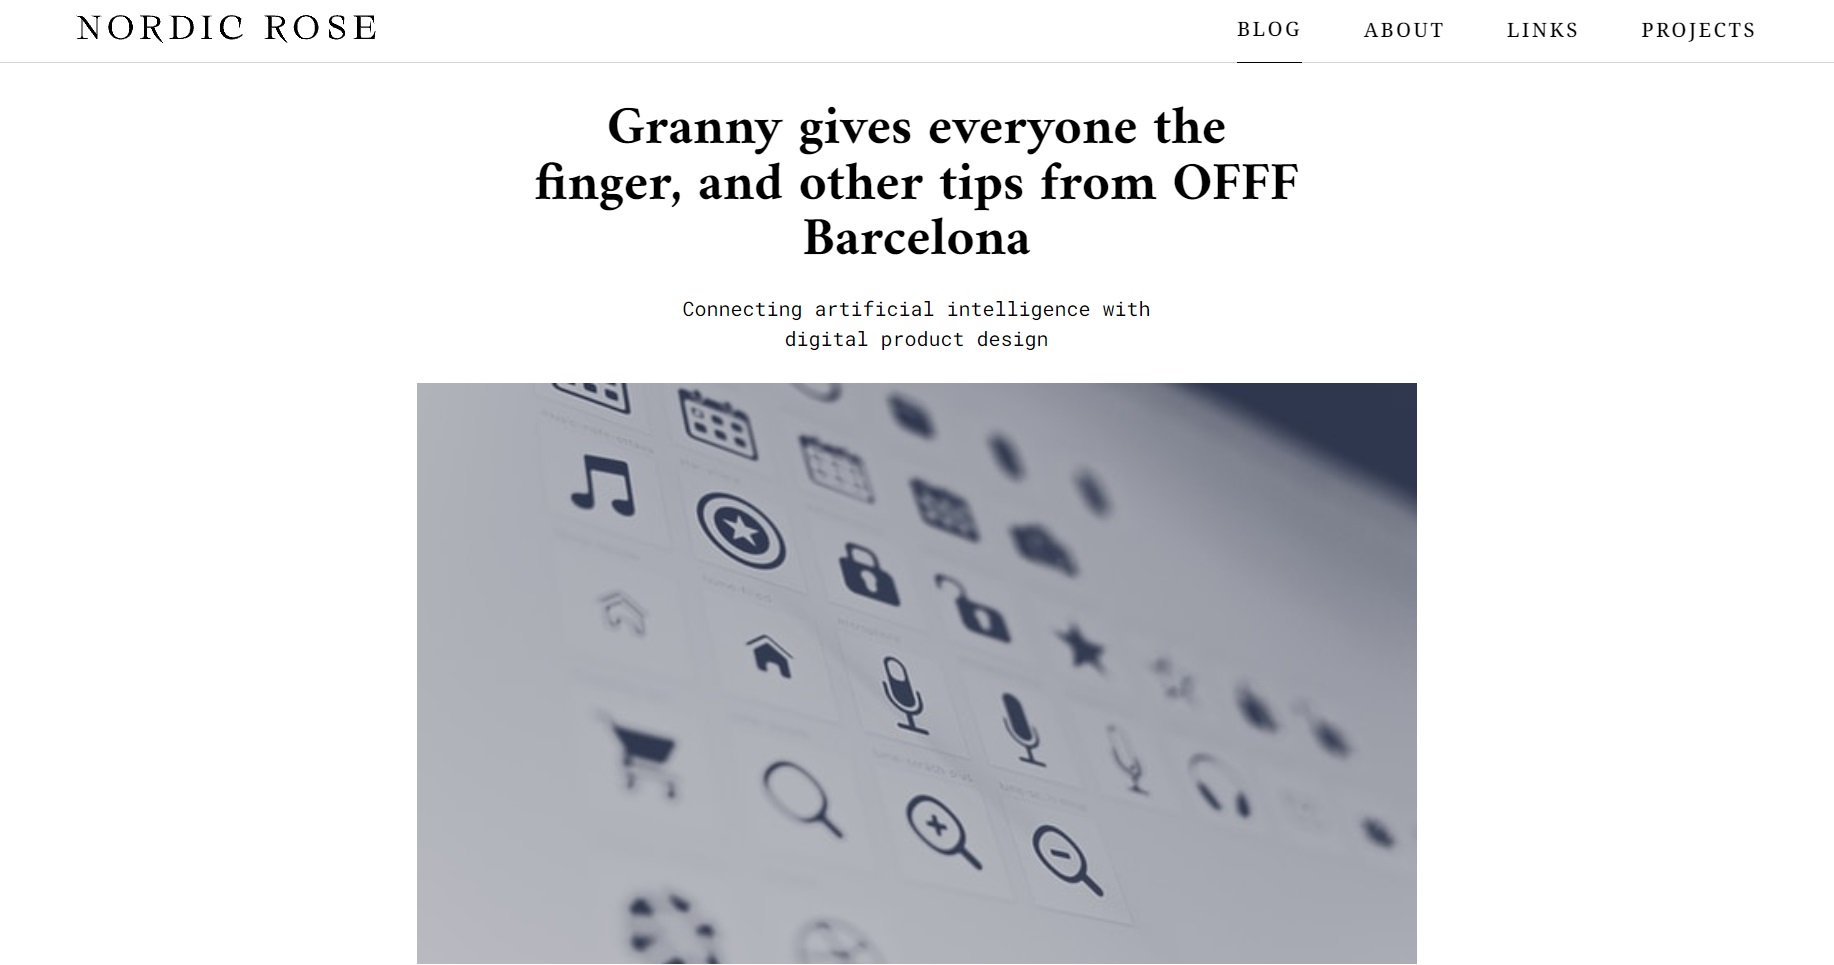 NORDIC ROSE
BLOG
ABOUT
LINKS
PROJECTS
Granny gives everyone the
finger, and other tips from OFFF
Barcelona
Connecting artificial intelligence with
digital product design